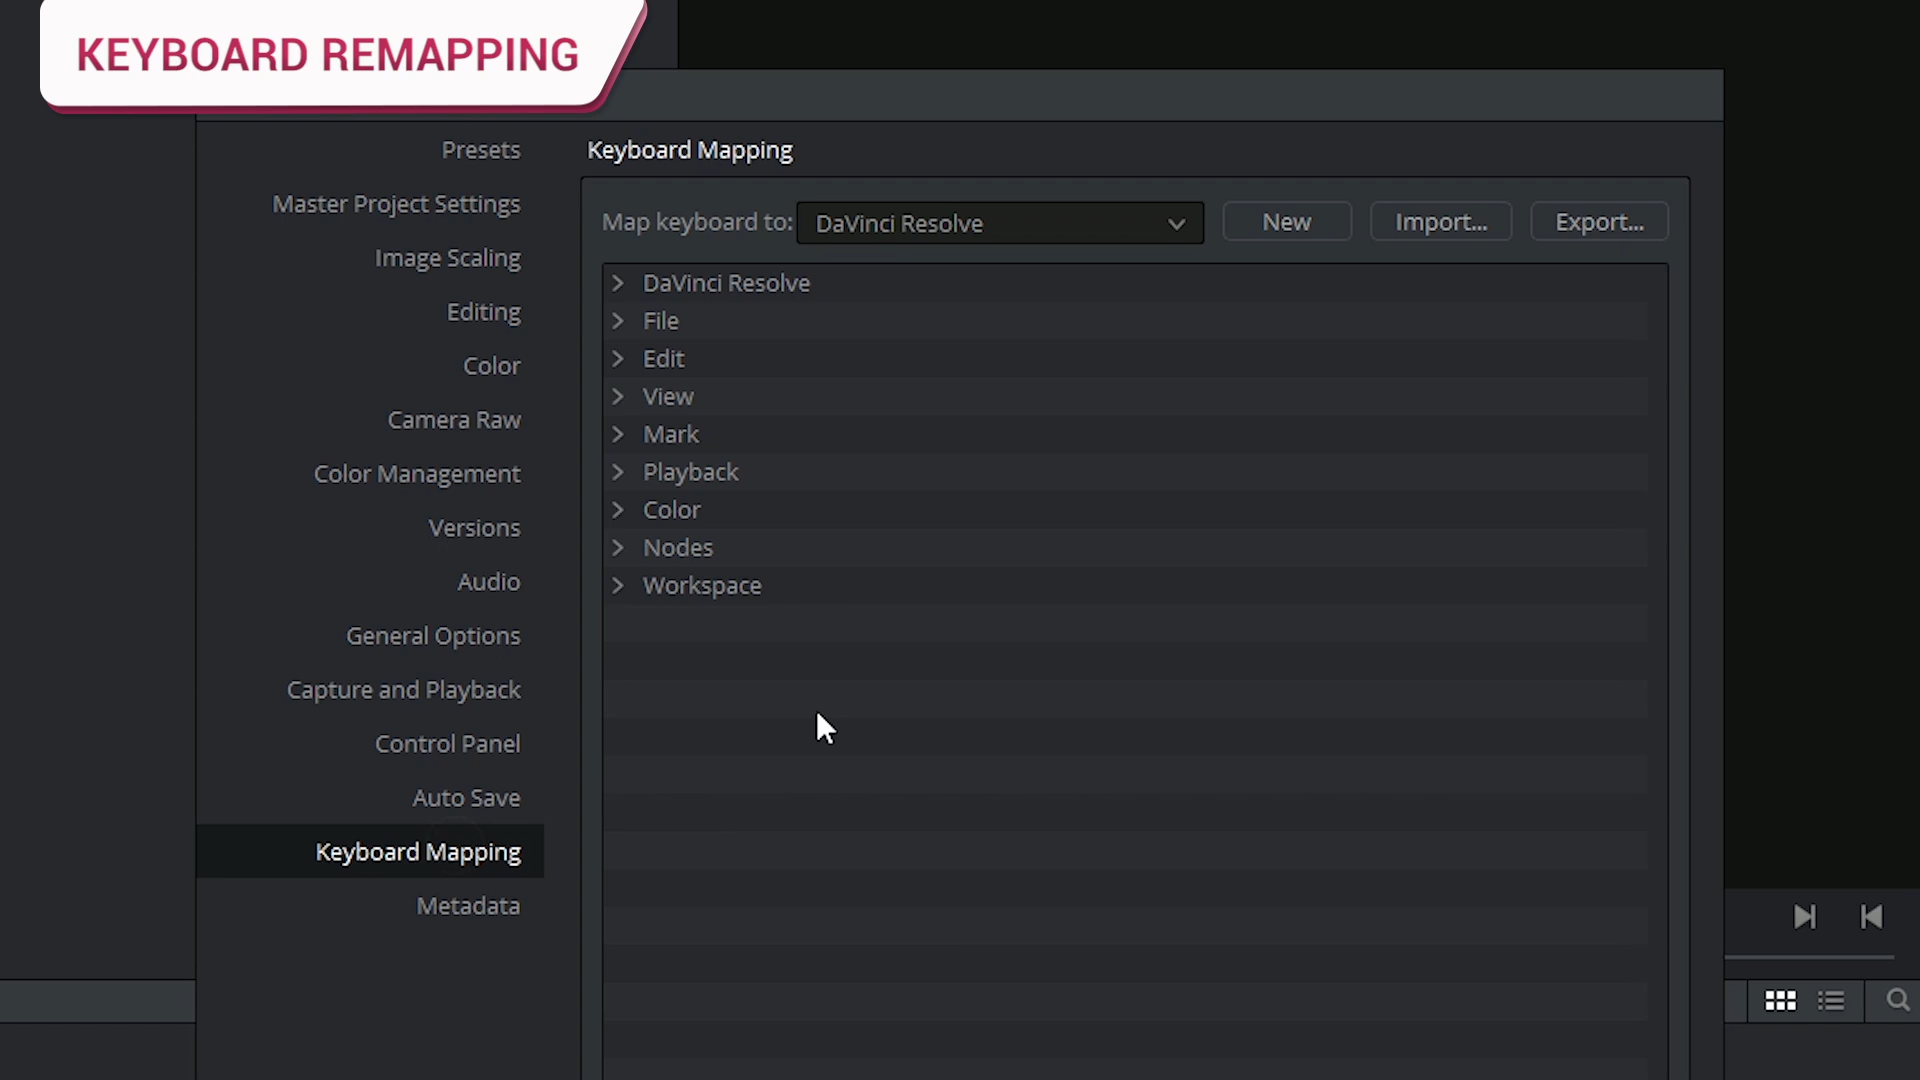 KEYBOARD REMAPPING
Presets
Master Project Settings
Image Scaling
Editing
Color
Camera Raw
Color Management
Versions
Audio
General Options
Capture and Playback
Control Panel
Auto Save
Keyboard Mapping
Metadata
Keyboard Mapping
Map keyboard to: DaVinci Resolve New Import... Export...
DaVinci Resolve
File
Edit
View
Mark
Playback
Color
Nodes
Workspace